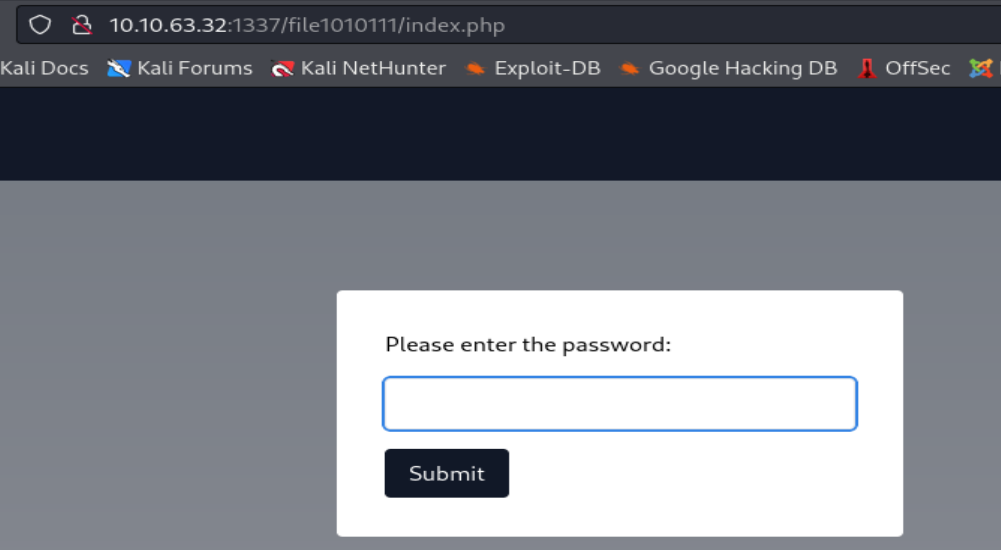 10.10.63.32:1337/file1010111/index.php
Kali Docs Kali Forums Kali NetHunter Exploit-DB Google Hacking DB OffSec
Please enter the password:
Submit